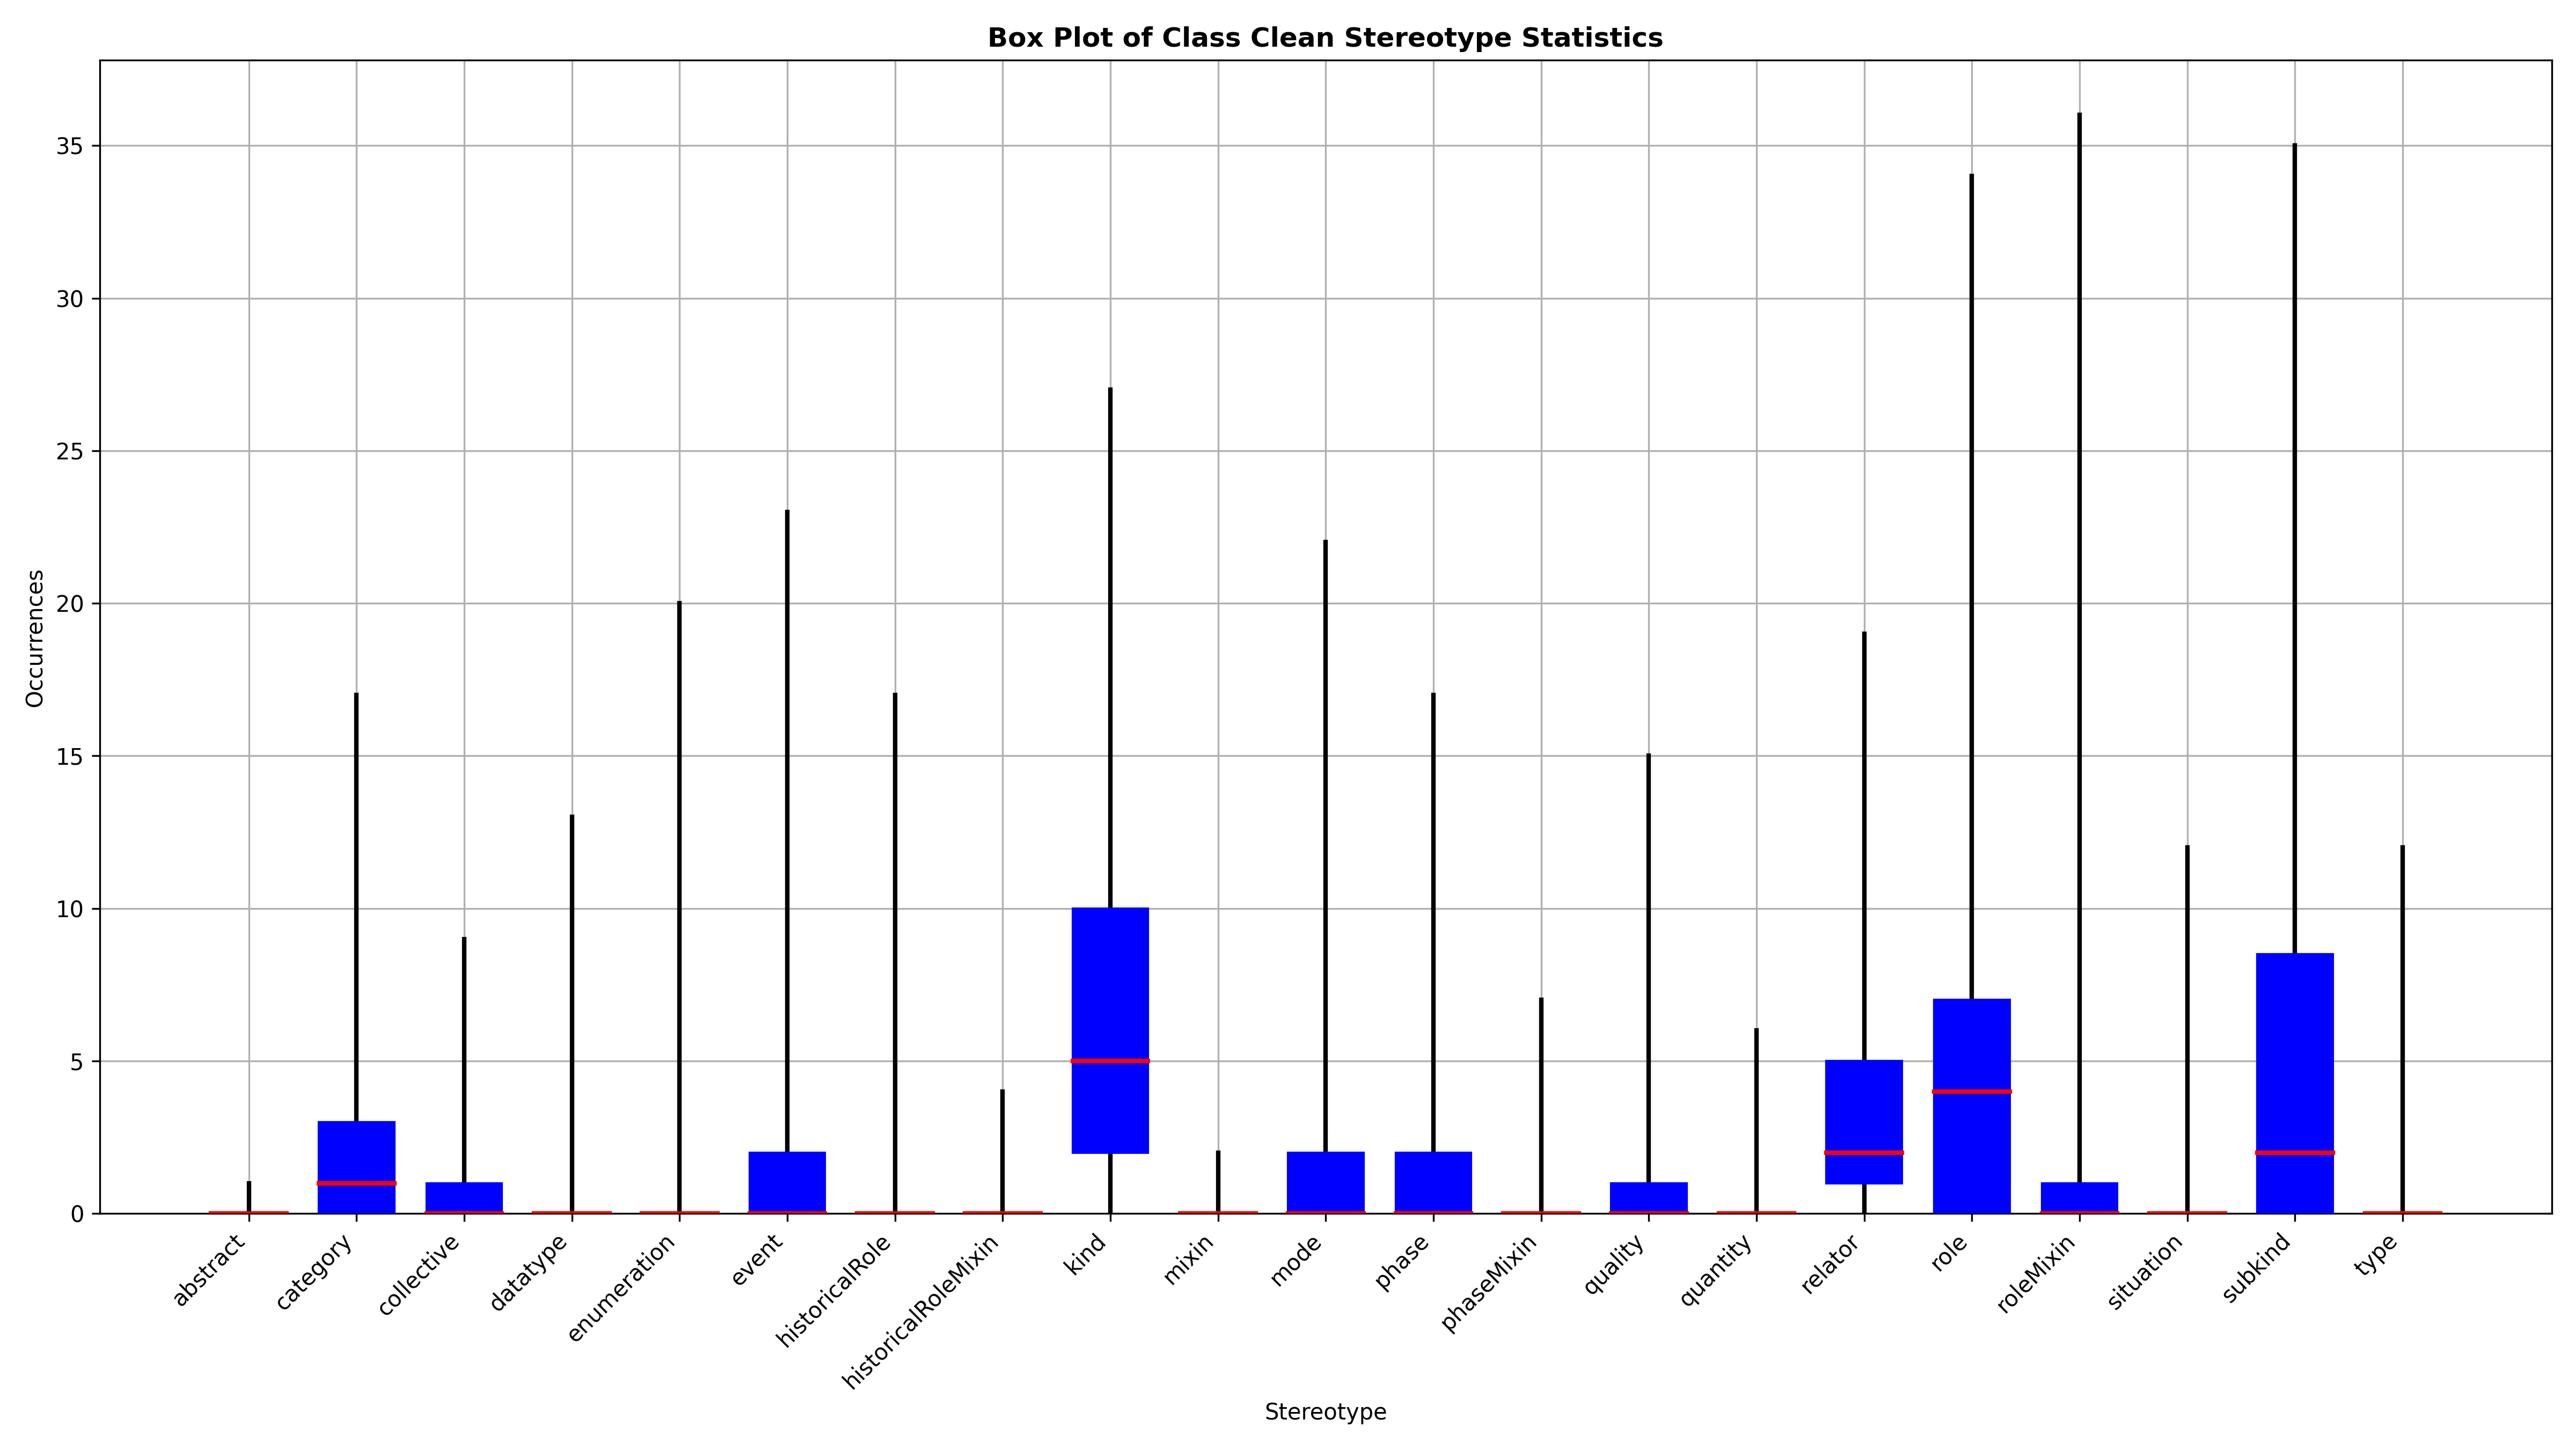 Box Plot of Class Clean Stereotype Statistics
35
30
25
20
15
10
5
0
Occurrences
abstract
category
collective
datatype
enumeration
event
historicalRole
historicalRoleMixin
kind
mixin
mode
phase
phaseMixin
quality
quantity
relator
role
roleMixin
situation
subkind
type
Stereotype